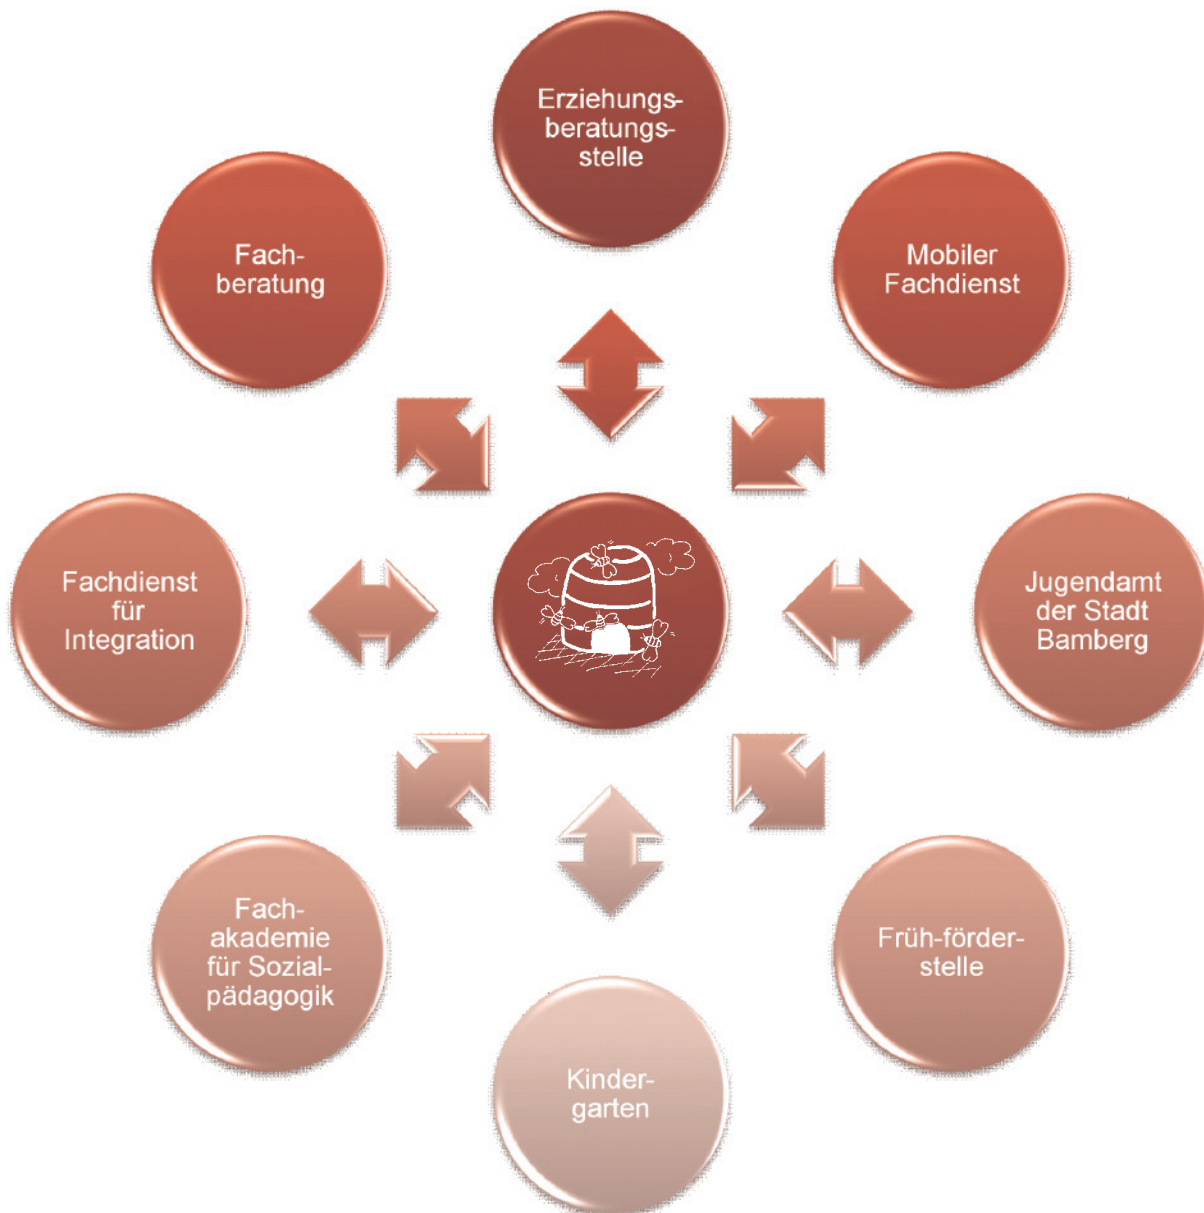 Erziehungs-
beratungs-
stelle
Fach-
beratung
Mobiler
Fachdienst
Fachdienst
für
Integration
Jugendamt
der Stadt
Bamberg
Fach-
akademie
für Sozial-
pädagogik
Früh-förder-
stelle
Kinder-
garten